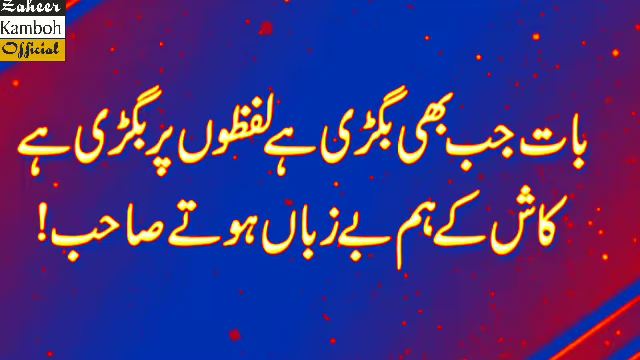 Zaheer
Kamboh
Official
بات جب بھی بگڑی ہے لفظوں پر بگڑی ہے
کاش کے ہم بے زباں ہوتے صاحب!